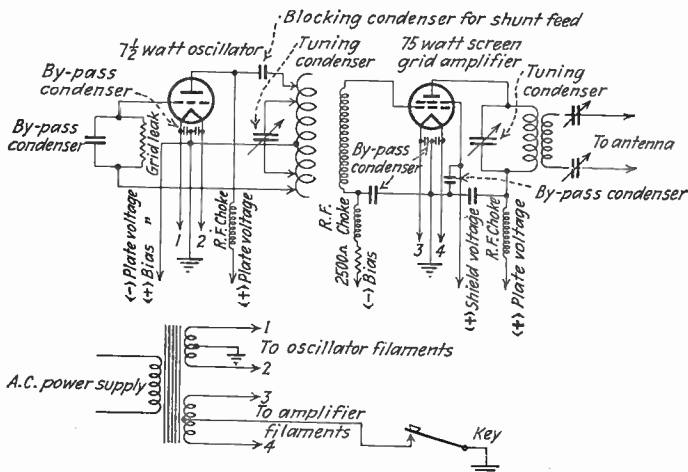 Blocking condenser for shunt feed
7½ watt oscillator
Tuning
condenser
75 watt screen
grid amplifier
By-pass
condenser
Tuning
condenser
By-pass
condenser
Grid leak
By-pass
condenser
To antenna
By-pass condenser
1
2
R.F. Choke
R.F.
Choke
3
4
R.F. Choke
(-) Plate voltage
(+) Bias "
(+) Plate voltage
2500Ω
(-) Bias
(+) Shield voltage
(+) Plate voltage
1
To oscillator filaments
2
A.C. power supply
3
To amplifier
filaments
4
Key